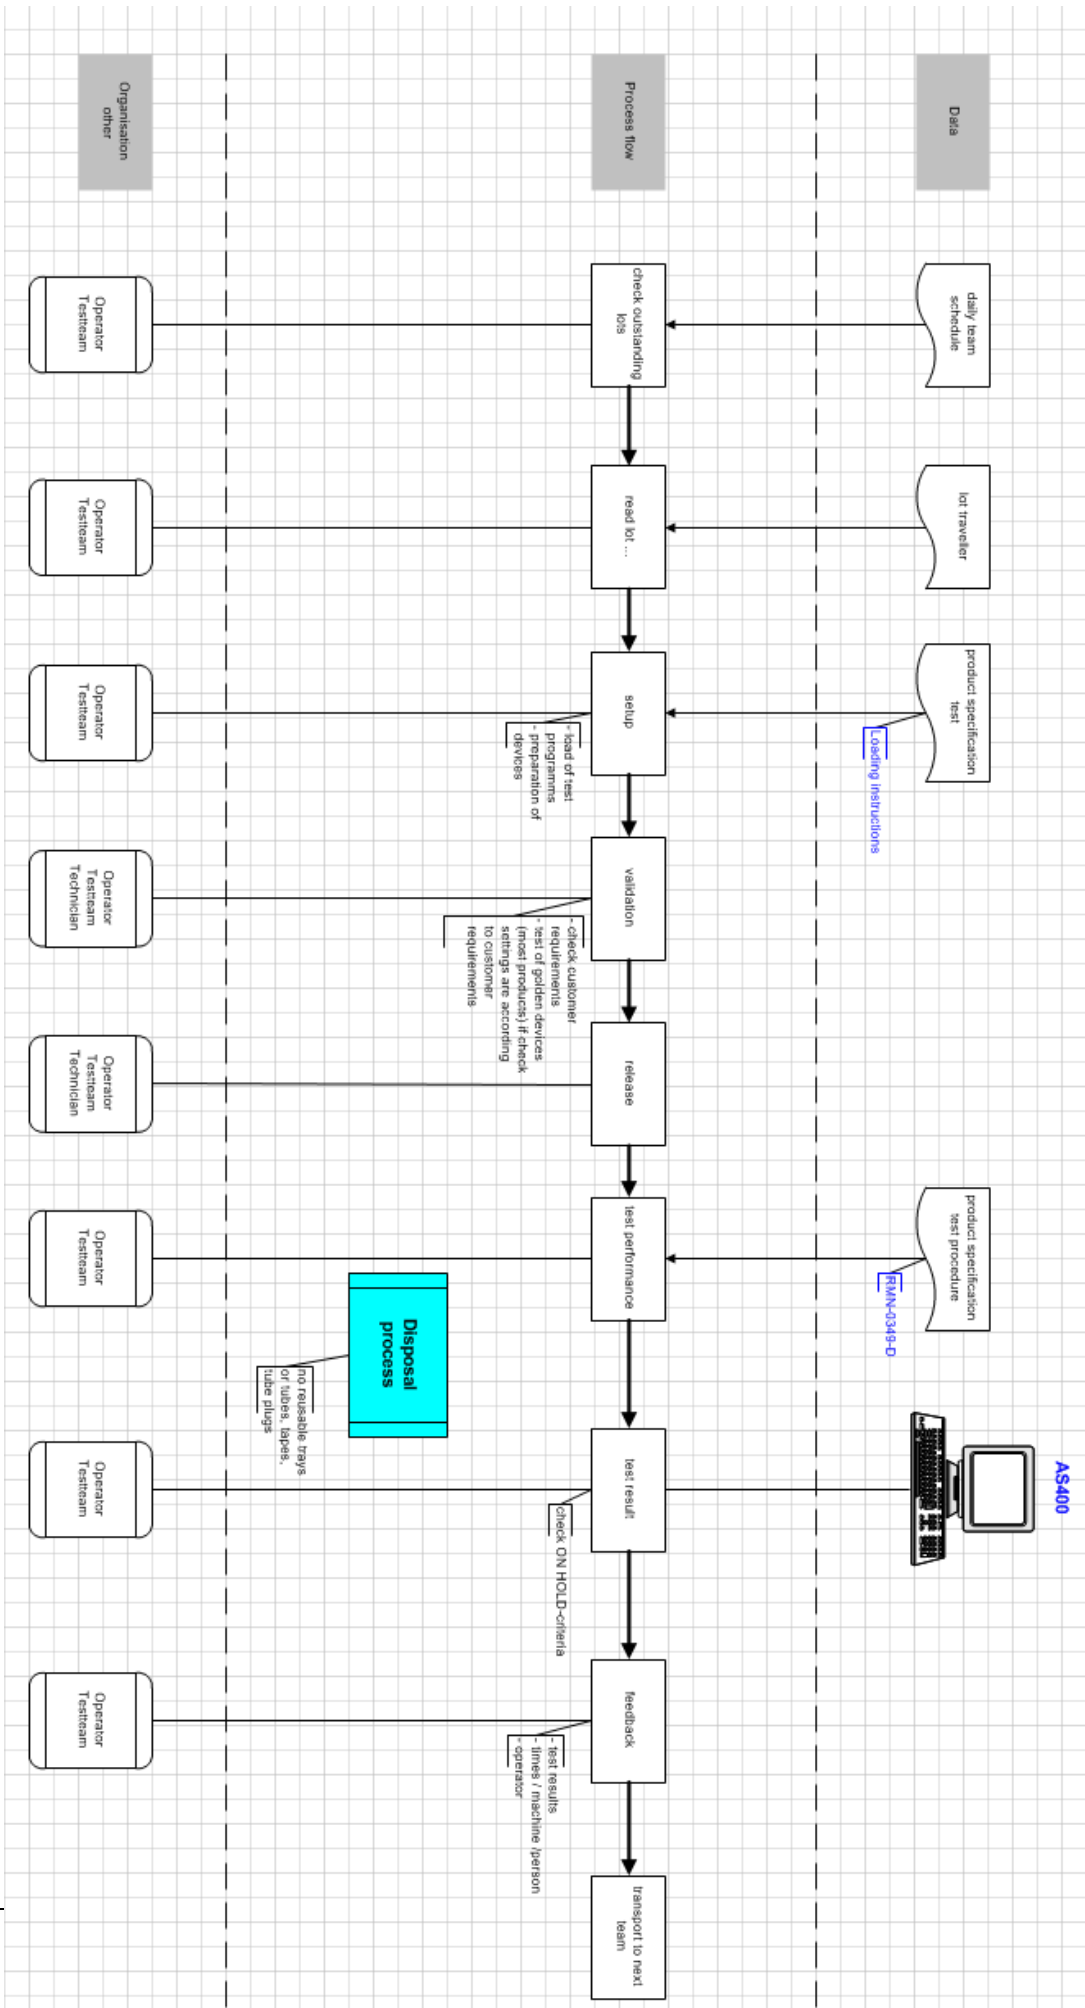 Data
daily team
schedule
lot traveller
product specification
test
Loading instructions
product specification
test procedure
RMN-0349-D
AS400
Process flow
check outstanding
lots
read lot ...
setup
- load of test
programms
- preparation of
devices
validation
- check customer
requirements
- test of golden devices
(most products) if check
settings are according
to customer
requirements
release
test performance
test result
check ON HOLD-criteria
feedback
- test results
- times / machine /person
- operator
transport to next
team
Disposal
process
no reusable trays
or tubes, tapes,
tube plugs
Organisation
other
Operator
Testteam
Operator
Testteam
Operator
Testteam
Operator
Testteam
Technician
Operator
Testteam
Technician
Operator
Testteam
Operator
Testteam
Operator
Testteam